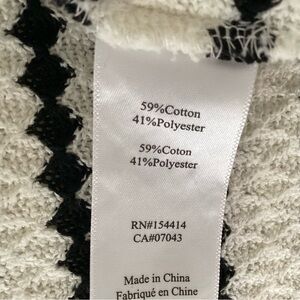 59%Cotton
41%Polyester
59%Coton
41%Polyester
RN#154414
CA#07043
Made in China
Fabriqué en Chine